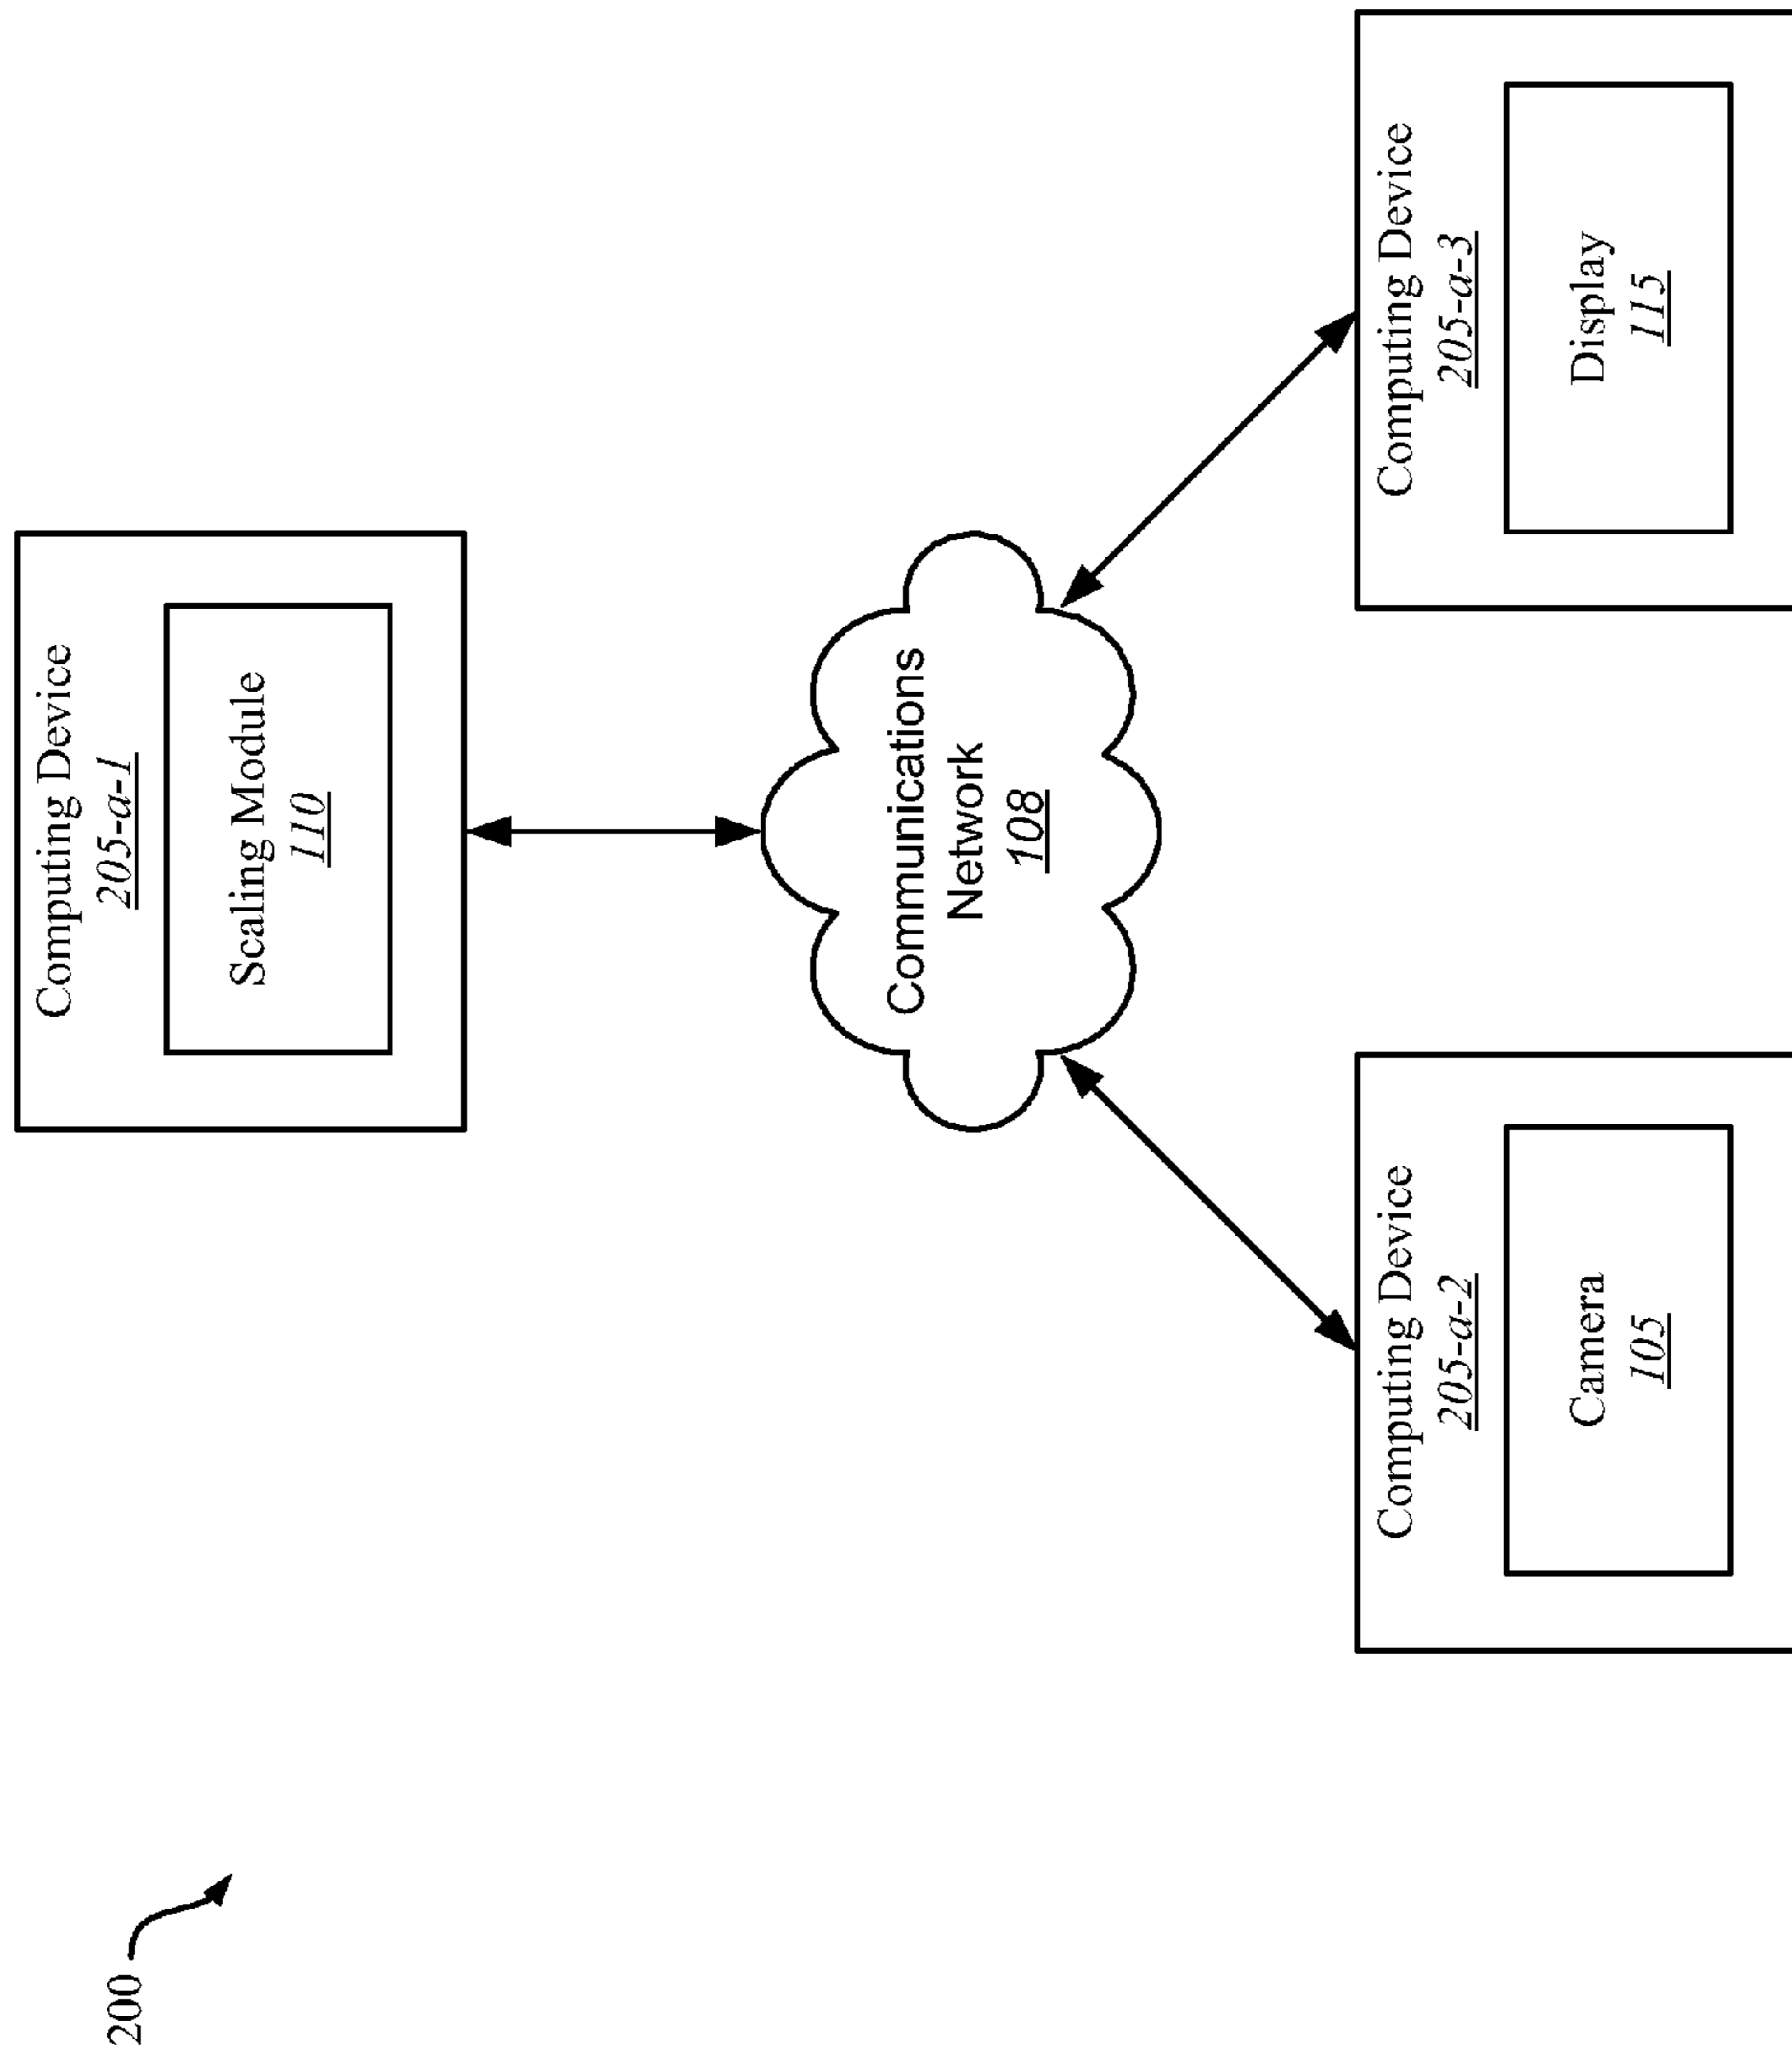 200
Computing Device
205-a-1
Scaling Module
110
Communications
Network
108
Computing Device
205-a-2
Camera
105
Computing Device
205-a-3
Display
115